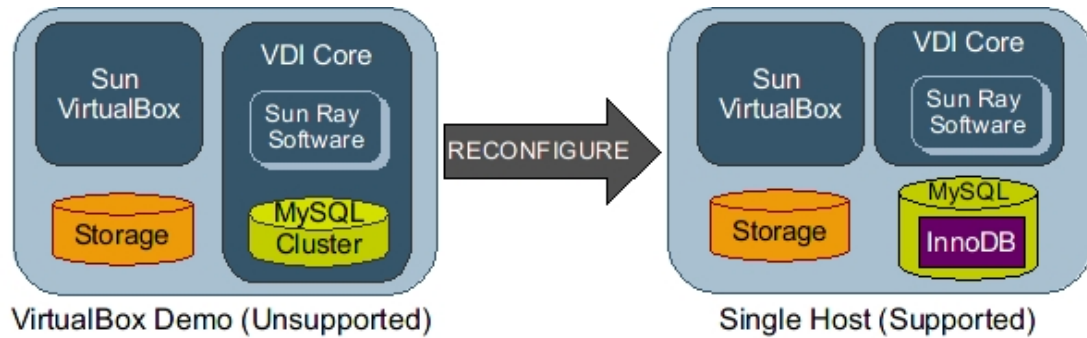 Sun
VirtualBox
VDI Core
Sun Ray
Software
Storage
MySQL
Cluster
VirtualBox Demo (Unsupported)
RECONFIGURE
Sun
VirtualBox
VDI Core
Sun Ray
Software
Storage
MySQL
InnoDB
Single Host (Supported)